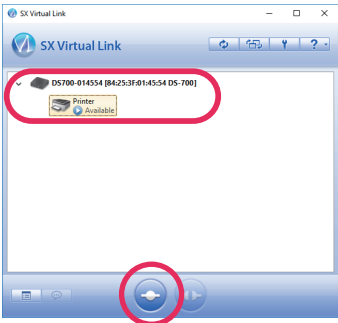 SX Virtual Link
SX Virtual Link
?
DS700-014554 [84:25:3F:01:45:54 DS-700]
Printer
Available